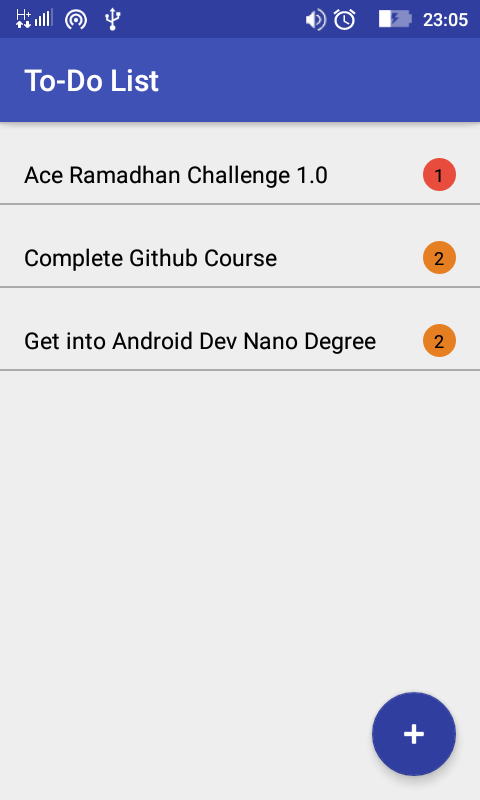 H+ 23:05
To-Do List
Ace Ramadhan Challenge 1.0 1
Complete Github Course 2
Get into Android Dev Nano Degree 2
+